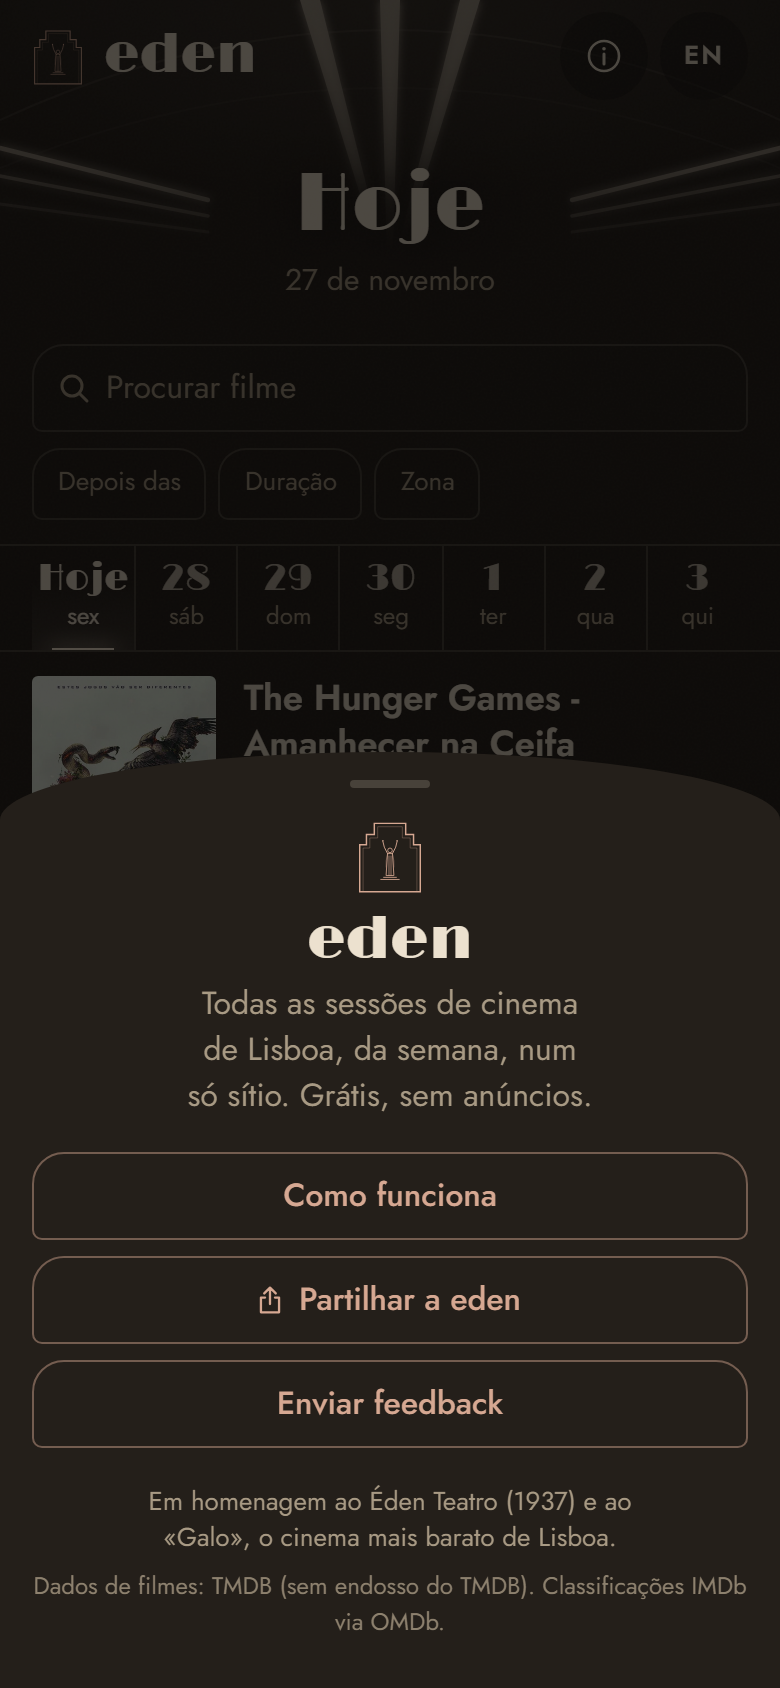 eden
EN
Hoje
27 de novembro
Procurar filme
Depois das
Duração
Zona
Hoje 28 29 30 1 2 3
sex sáb dom seg ter qua qui
The Hunger Games -
Amanhecer na Ceifa
eden
Todas as sessões de cinema
de Lisboa, da semana, num
só sítio. Grátis, sem anúncios.
Como funciona
Partilhar a eden
Enviar feedback
Em homenagem ao Éden Teatro (1937) e ao
«Galo», o cinema mais barato de Lisboa.
Dados de filmes: TMDB (sem endosso do TMDB). Classificações IMDb
via OMDb.